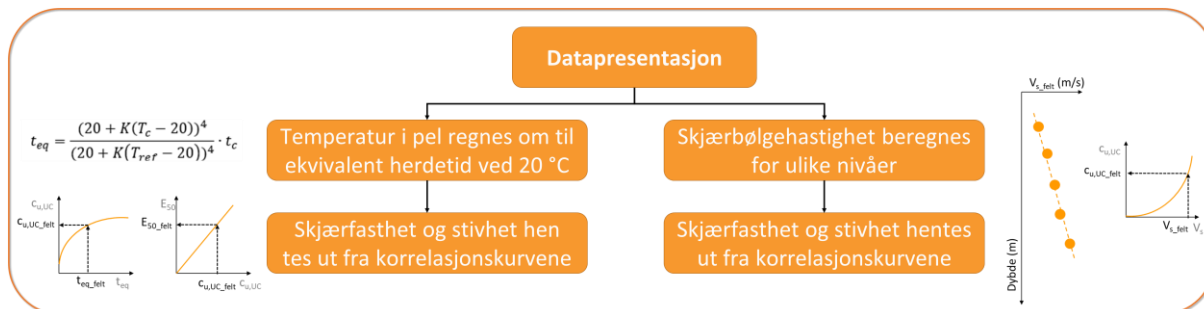 Datapresentasjon
t_eq = (20 + K(T_c − 20))^4 / (20 + K(T_ref − 20))^4 · t_c
Temperatur i pel regnes om til
ekvivalent herdetid ved 20 °C
Skjærfasthet og stivhet hen
tes ut fra korrelasjonskurvene
c_u,UC
c_u,UC_felt
t_eq_felt
t_eq
E_50
E_50_felt
c_u,UC_felt
c_u,UC
Skjærbølgehastighet beregnes
for ulike nivåer
Skjærfasthet og stivhet hentes
ut fra korrelasjonskurvene
V_s_felt (m/s)
Dybde (m)
c_u,UC
c_u,UC_felt
V_s_felt
V_s